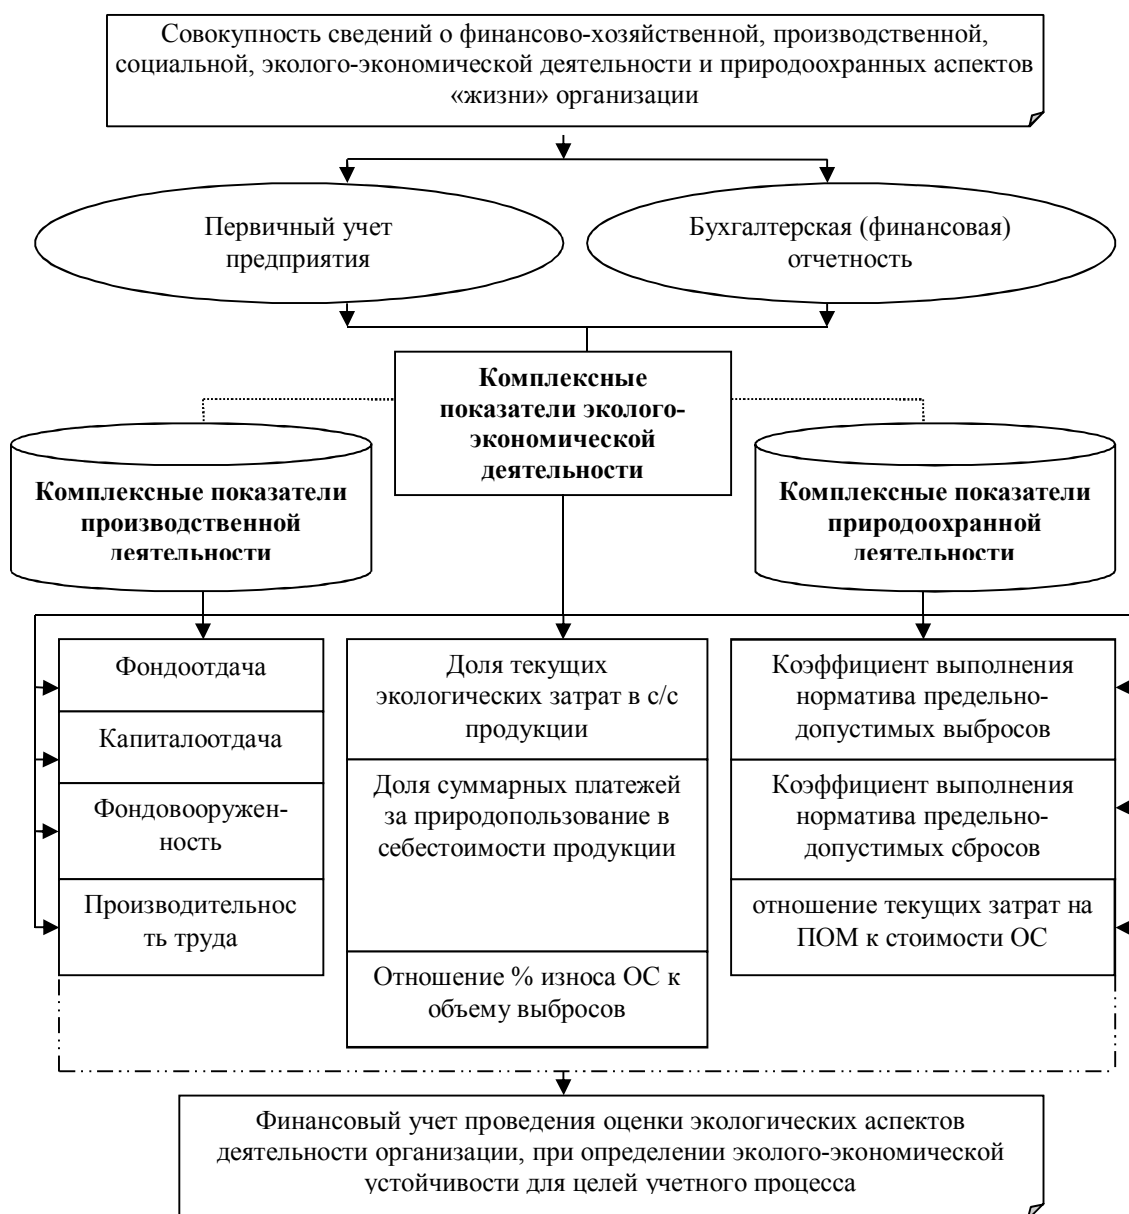 Совокупность сведений о финансово-хозяйственной, производственной,
социальной, эколого-экономической деятельности и природоохранных аспектов
«жизни» организации
Первичный учет
предприятия
Бухгалтерская (финансовая)
отчетность
Комплексные
показатели эколого-
экономической
деятельности
Комплексные показатели
производственной
деятельности
Комплексные показатели
природоохранной
деятельности
Фондоотдача
Капиталоотдача
Фондовооружен-
ность
Производительнос
ть труда
Доля текущих
экологических затрат в с/с
продукции
Доля суммарных платежей
за природопользование в
себестоимости продукции
Отношение % износа ОС к
объему выбросов
Коэффициент выполнения
норматива предельно-
допустимых выбросов
Коэффициент выполнения
норматива предельно-
допустимых сбросов
отношение текущих затрат на
ПОМ к стоимости ОС
Финансовый учет проведения оценки экологических аспектов
деятельности организации, при определении эколого-экономической
устойчивости для целей учетного процесса